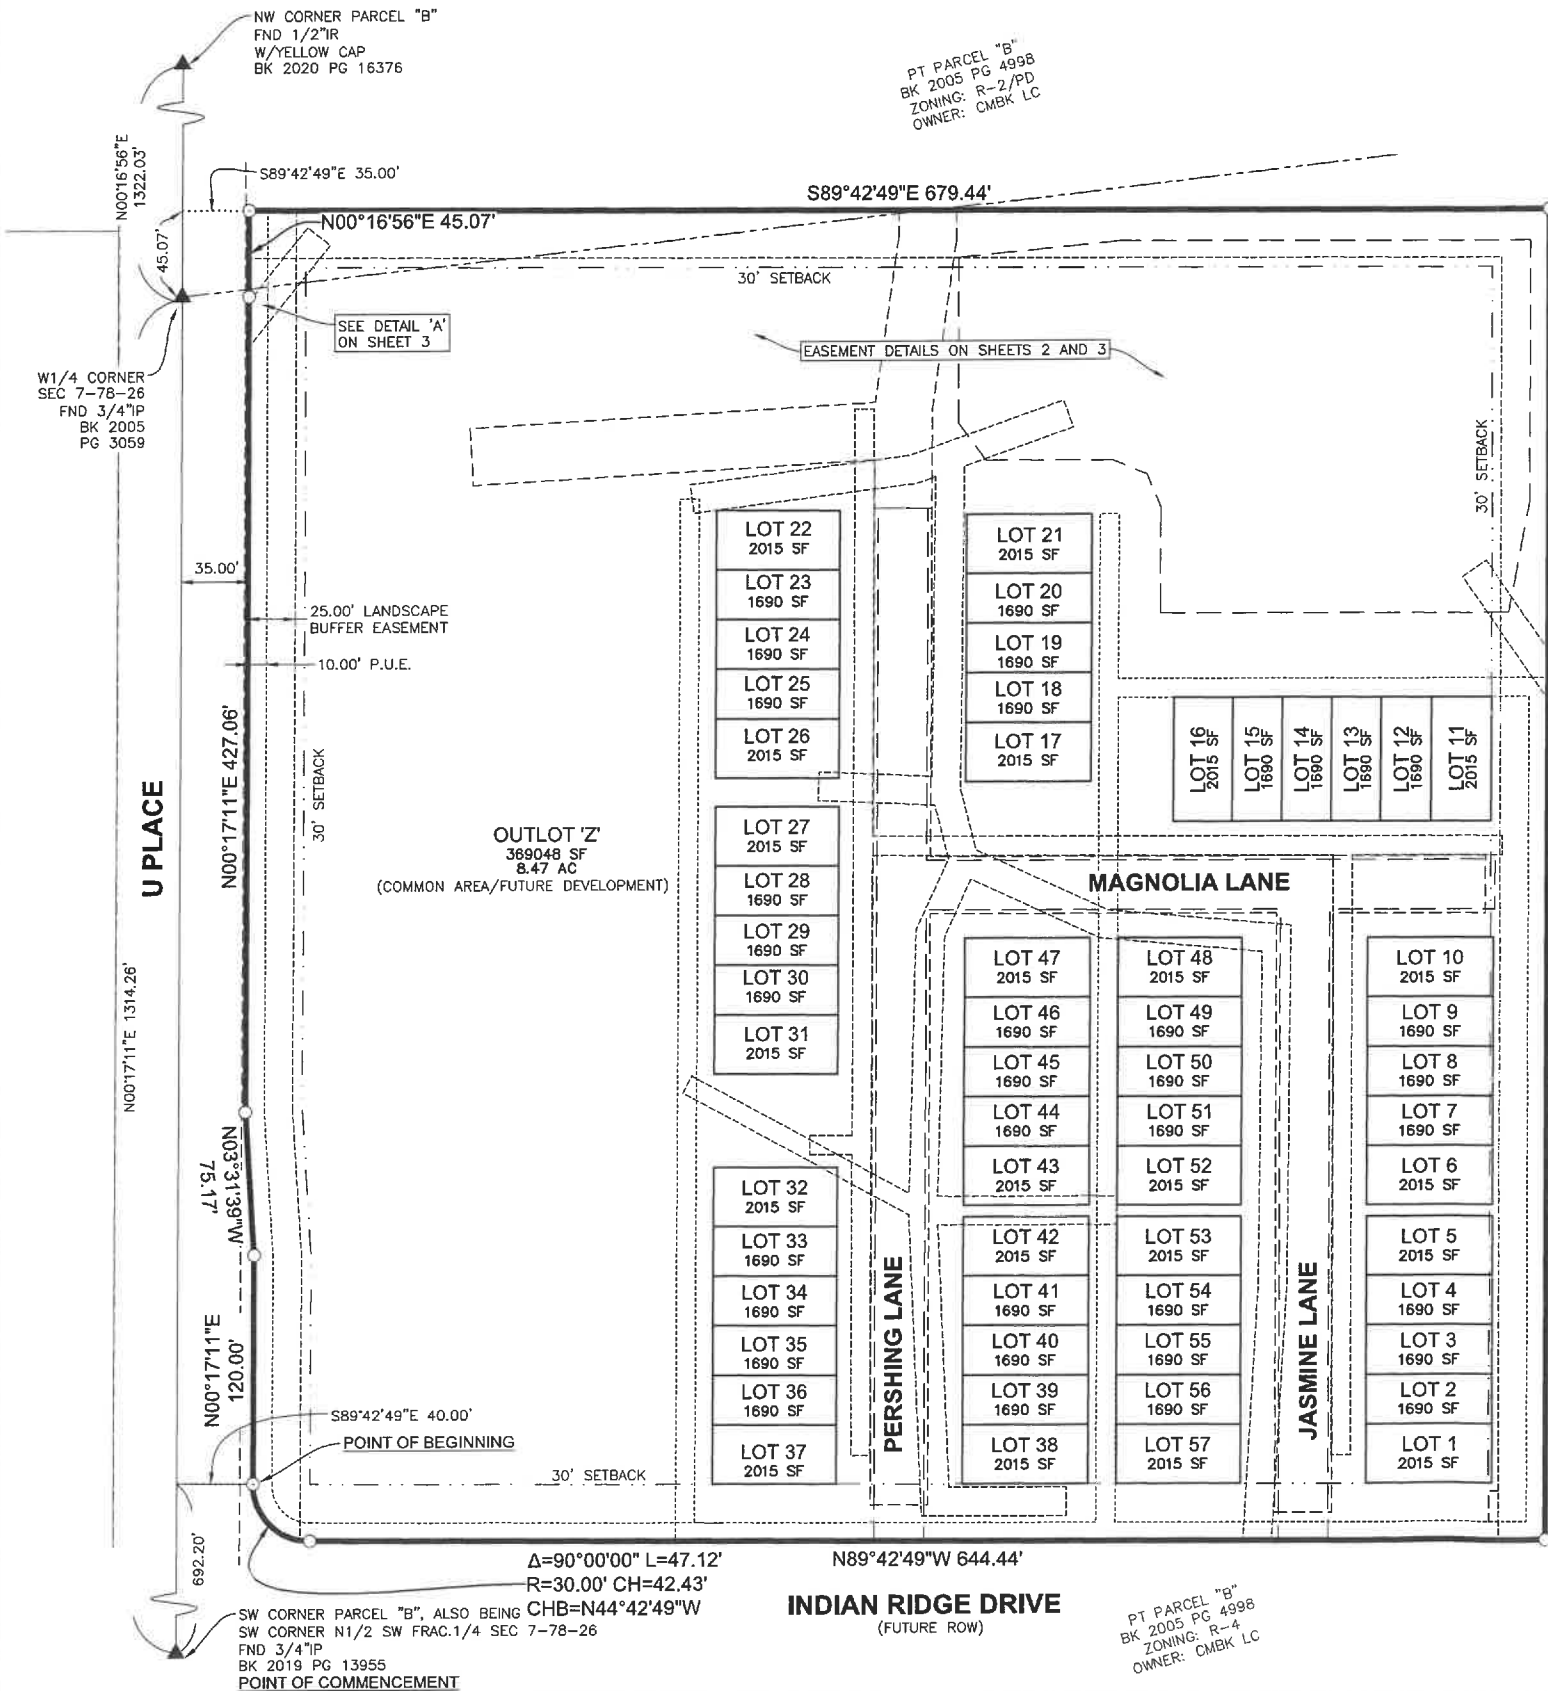 NW CORNER PARCEL "B"
FND 1/2"IR
W/YELLOW CAP
BK 2020 PG 16376
PT PARCEL "B"
BK 2005 PG 4998
ZONING: R-2/PD
OWNER: CMBK LC
N00°16'56"E
1322.03'
S89°42'49"E 35.00'
S89°42'49"E 679.44'
N00°16'56"E 45.07'
45.07'
30' SETBACK
SEE DETAIL 'A'
ON SHEET 3
EASEMENT DETAILS ON SHEETS 2 AND 3
W1/4 CORNER
SEC 7-78-26
FND 3/4"IP
BK 2005
PG 3059
30' SETBACK
35.00'
25.00' LANDSCAPE
BUFFER EASEMENT
10.00' P.U.E.
N00°17'11"E 427.06'
30' SETBACK
U PLACE
N00°17'11"E 1314.26'
OUTLOT 'Z'
369048 SF
8.47 AC
(COMMON AREA/FUTURE DEVELOPMENT)
LOT 22
2015 SF
LOT 23
1690 SF
LOT 24
1690 SF
LOT 25
1690 SF
LOT 26
2015 SF
LOT 21
2015 SF
LOT 20
1690 SF
LOT 19
1690 SF
LOT 18
1690 SF
LOT 17
2015 SF
LOT 16
2015 SF
LOT 15
1690 SF
LOT 14
1690 SF
LOT 13
1690 SF
LOT 12
1690 SF
LOT 11
2015 SF
LOT 27
2015 SF
LOT 28
1690 SF
LOT 29
1690 SF
LOT 30
1690 SF
LOT 31
2015 SF
MAGNOLIA LANE
LOT 47
2015 SF
LOT 46
1690 SF
LOT 45
1690 SF
LOT 44
1690 SF
LOT 43
2015 SF
LOT 48
2015 SF
LOT 49
1690 SF
LOT 50
1690 SF
LOT 51
1690 SF
LOT 52
2015 SF
LOT 10
2015 SF
LOT 9
1690 SF
LOT 8
1690 SF
LOT 7
1690 SF
LOT 6
2015 SF
N03°31'39"W
75.17'
LOT 32
2015 SF
LOT 33
1690 SF
LOT 34
1690 SF
LOT 35
1690 SF
LOT 36
1690 SF
LOT 37
2015 SF
PERSHING LANE
LOT 42
2015 SF
LOT 41
1690 SF
LOT 40
1690 SF
LOT 39
1690 SF
LOT 38
2015 SF
LOT 53
2015 SF
LOT 54
1690 SF
LOT 55
1690 SF
LOT 56
1690 SF
LOT 57
2015 SF
JASMINE LANE
LOT 5
2015 SF
LOT 4
1690 SF
LOT 3
1690 SF
LOT 2
1690 SF
LOT 1
2015 SF
N00°17'11"E
120.00'
S89°42'49"E 40.00'
POINT OF BEGINNING
30' SETBACK
692.20'
Δ=90°00'00" L=47.12'
R=30.00' CH=42.43'
CHB=N44°42'49"W
N89°42'49"W 644.44'
INDIAN RIDGE DRIVE
(FUTURE ROW)
SW CORNER PARCEL "B", ALSO BEING
SW CORNER N1/2 SW FRAC.1/4 SEC 7-78-26
FND 3/4"IP
BK 2019 PG 13955
POINT OF COMMENCEMENT
PT PARCEL "B"
BK 2005 PG 4998
ZONING: R-4
OWNER: CMBK LC